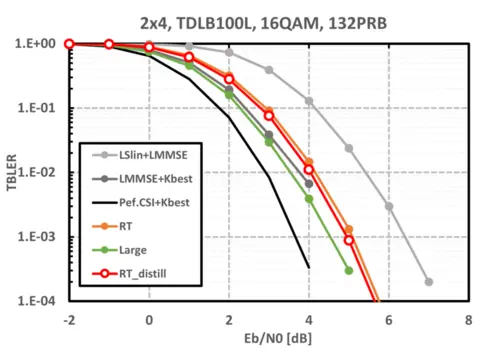 2x4, TDLB100L, 16QAM, 132PRB
1.E+00
1.E-01
1.E-02
1.E-03
1.E-04
TBLER
LSlin+LMMSE
LMMSE+Kbest
Pef.CSI+Kbest
RT
Large
RT_distill
-2
0
2
4
6
8
Eb/N0 [dB]